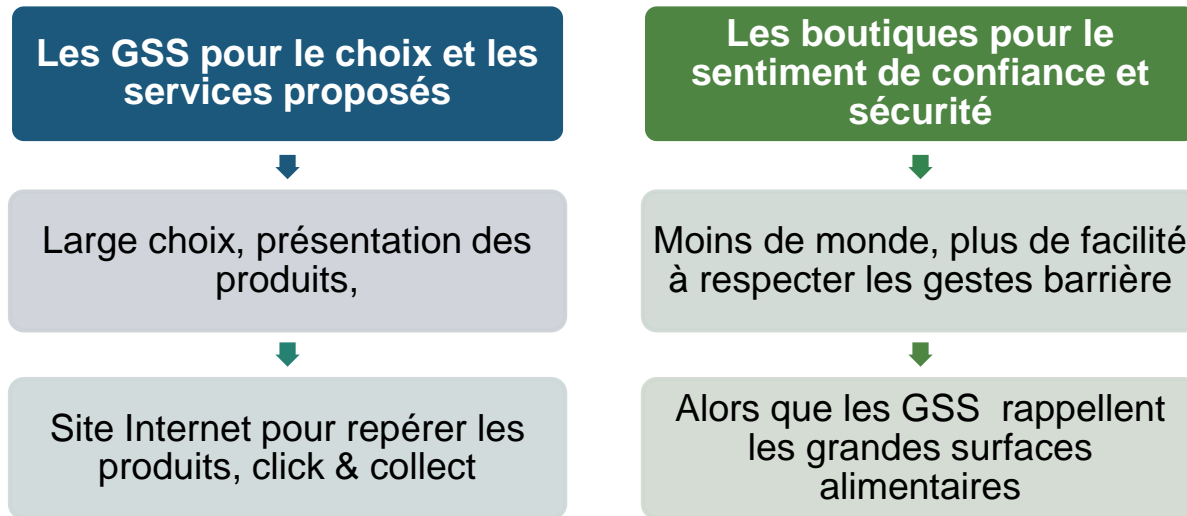 Les GSS pour le choix et les
services proposés
Large choix, présentation des
produits,
Site Internet pour repérer les
produits, click & collect
Les boutiques pour le
sentiment de confiance et
sécurité
Moins de monde, plus de facilité
à respecter les gestes barrière
Alors que les GSS  rappellent
les grandes surfaces
alimentaires